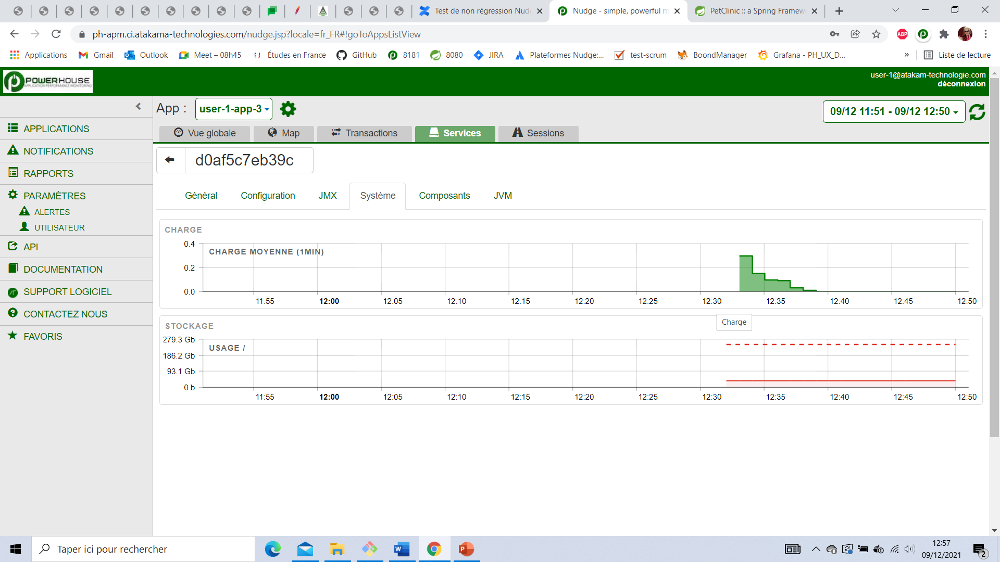 Test de non régression Nud
Nudge - simple, powerful m
PetClinic :: a Spring Framew
ph-apm.ci.atakama-technologies.com/nudge.jsp?locale=fr_FR#!goToAppsListView
ABP
Applications
Gmail
Outlook
Meet – 08h45
Études en France
GitHub
8181
8080
JIRA
Plateformes Nudge:...
test-scrum
BoondManager
Grafana - PH_UX_D...
»
Liste de lecture
POWERHOUSE
APPLICATION PERFORMANCE MONITORING
user-1@atakam-technologie.com
déconnexion
App :
user-1-app-3
09/12 11:51 - 09/12 12:50
APPLICATIONS
NOTIFICATIONS
RAPPORTS
PARAMÈTRES
ALERTES
UTILISATEUR
API
DOCUMENTATION
SUPPORT LOGICIEL
CONTACTEZ NOUS
FAVORIS
Vue globale
Map
Transactions
Services
Sessions
d0af5c7eb39c
Général
Configuration
JMX
Système
Composants
JVM
CHARGE
CHARGE MOYENNE (1MIN)
0.4
0.2
0.0
11:55 12:00 12:05 12:10 12:15 12:20 12:25 12:30 12:35 12:40 12:45 12:50
Charge
STOCKAGE
USAGE /
279.3 Gb
186.2 Gb
93.1 Gb
0 b
11:55 12:00 12:05 12:10 12:15 12:20 12:25 12:30 12:35 12:40 12:45 12:50
Taper ici pour rechercher
12:57
09/12/2021
2